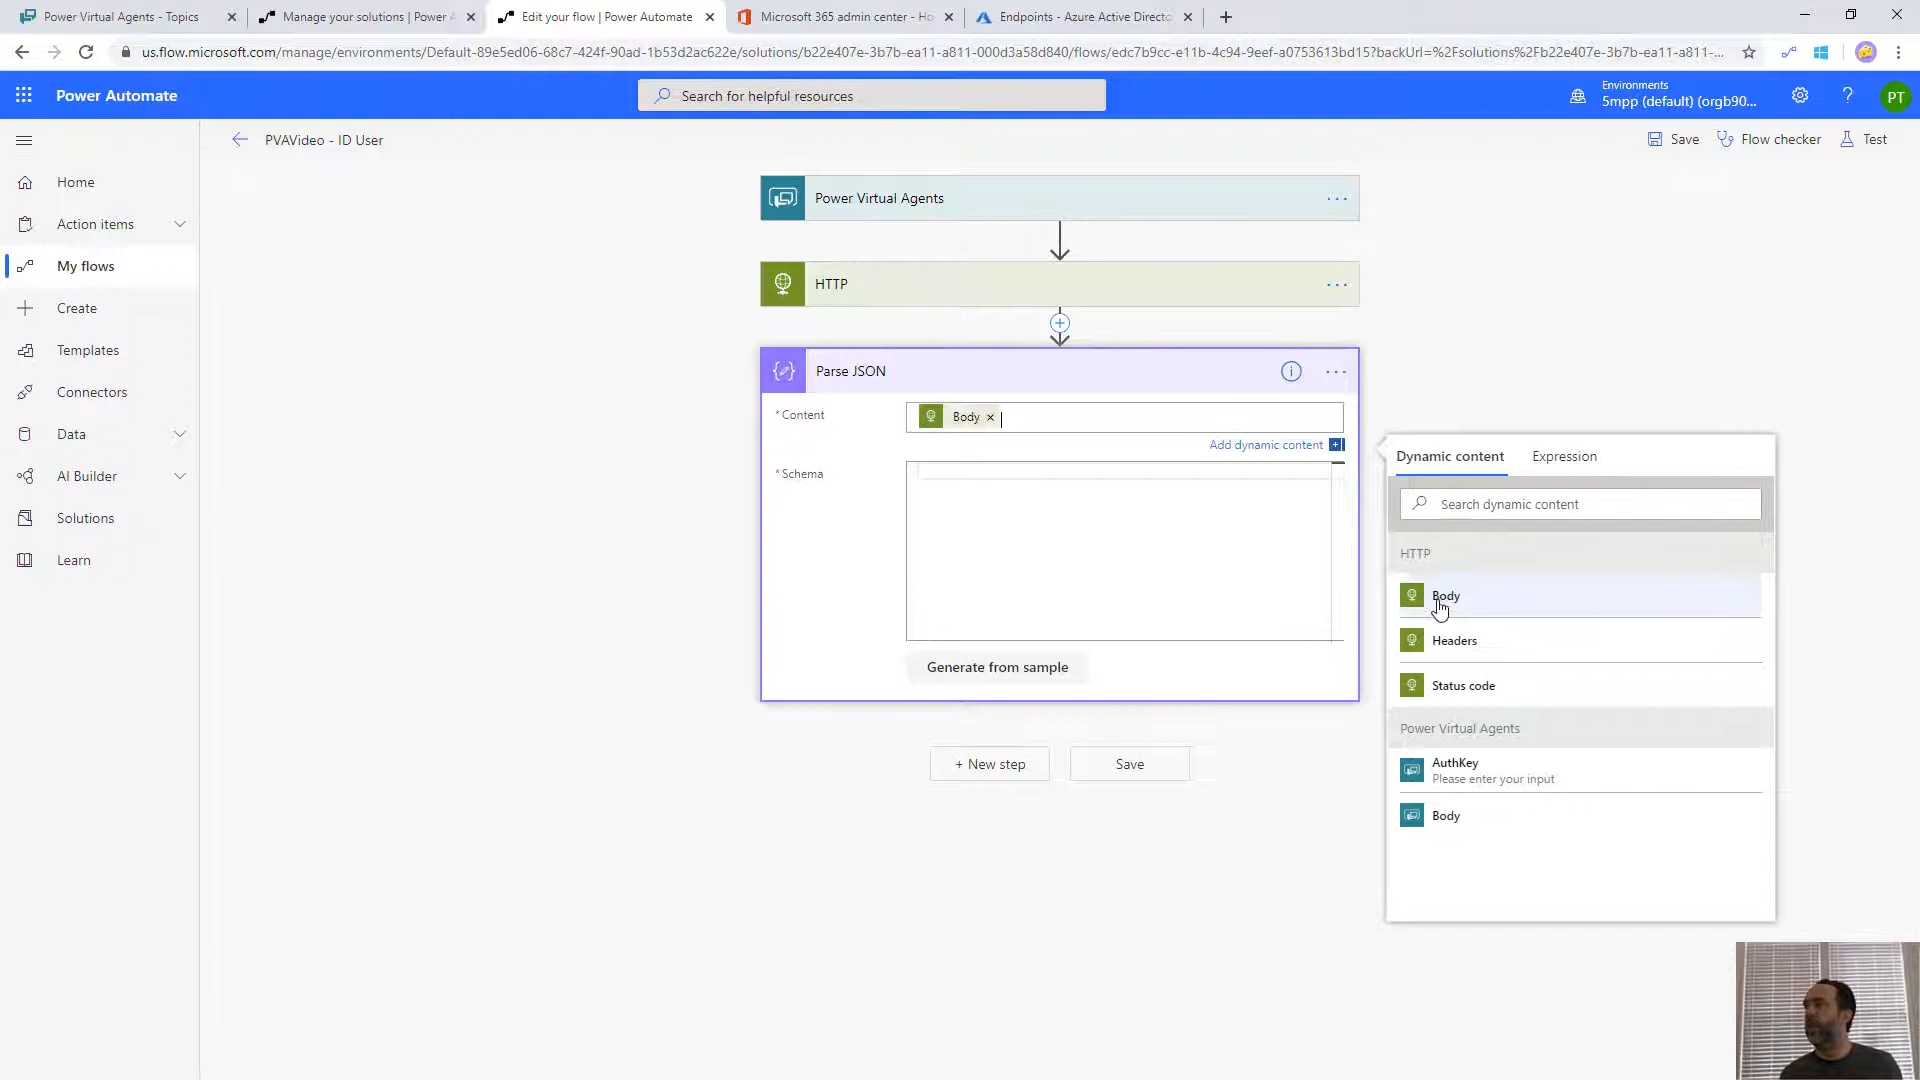 Power Virtual Agents - Topics
Manage your solutions | Power A
Edit your flow | Power Automate
Microsoft 365 admin center - Ho
Endpoints - Azure Active Directo
us.flow.microsoft.com/manage/environments/Default-89e5ed06-68c7-424f-90ad-1b53d2ac622e/solutions/b22e407e-3b7b-ea11-a811-000d3a58d840/flows/edc7b9cc-e11b-4c94-9eef-a0753613bd15?backUrl=%2Fsolutions%2Fb22e407e-3b7b-ea11-a811-...
Power Automate
Search for helpful resources
Environments
5mpp (default) (orgb90...
?
PT
PVAVideo - ID User
Save
Flow checker
Test
Home
Action items
My flows
Create
Templates
Connectors
Data
AI Builder
Solutions
Learn
Power Virtual Agents
HTTP
Parse JSON
* Content
Body
Add dynamic content
* Schema
Generate from sample
+ New step
Save
Dynamic content
Expression
Search dynamic content
HTTP
Body
Headers
Status code
Power Virtual Agents
AuthKey
Please enter your input
Body